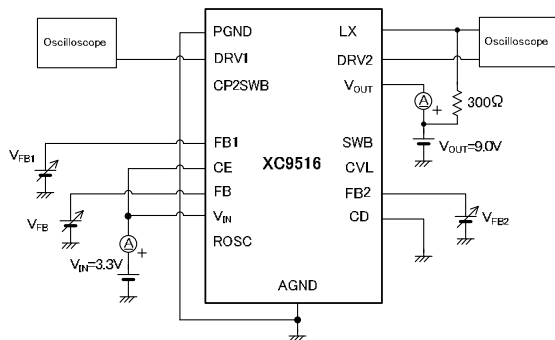 Oscilloscope
PGND
DRV1
CP2SWB
FB1
CE
FB
VIN
ROSC
XC9516
AGND
LX
DRV2
VOUT
SWB
CVL
FB2
CD
Oscilloscope
A
+
300Ω
VOUT=9.0V
VFB1
VFB
A
+
VIN=3.3V
VFB2